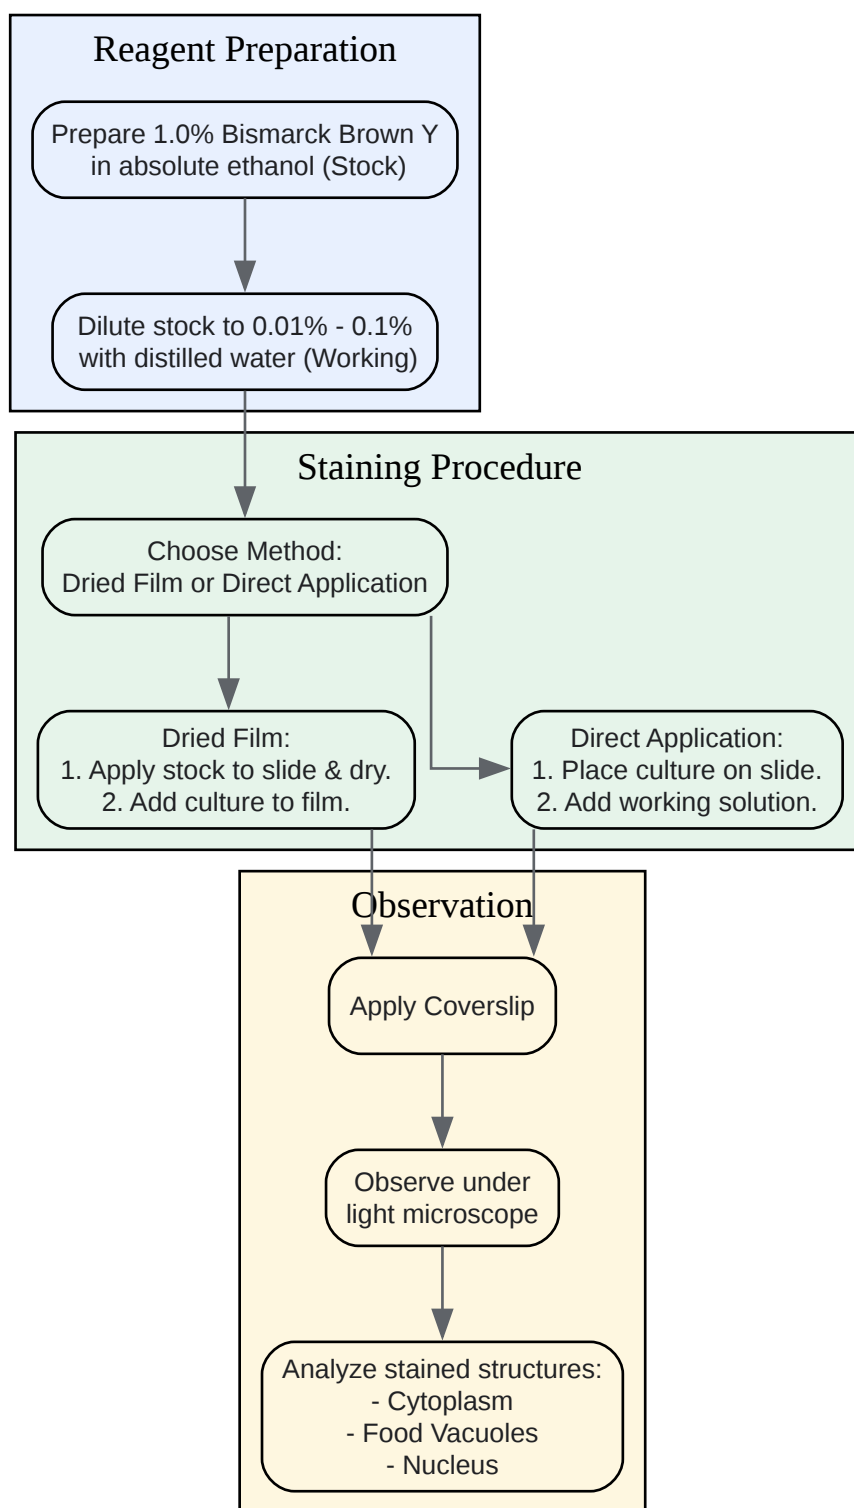 Reagent Preparation
Prepare 1.0% Bismarck Brown Y
in absolute ethanol (Stock)
Dilute stock to 0.01% - 0.1%
with distilled water (Working)
Staining Procedure
Choose Method:
Dried Film or Direct Application
Dried Film:
1. Apply stock to slide & dry.
2. Add culture to film.
Direct Application:
1. Place culture on slide.
2. Add working solution.
Observation
Apply Coverslip
Observe under
light microscope
Analyze stained structures:
- Cytoplasm
- Food Vacuoles
- Nucleus